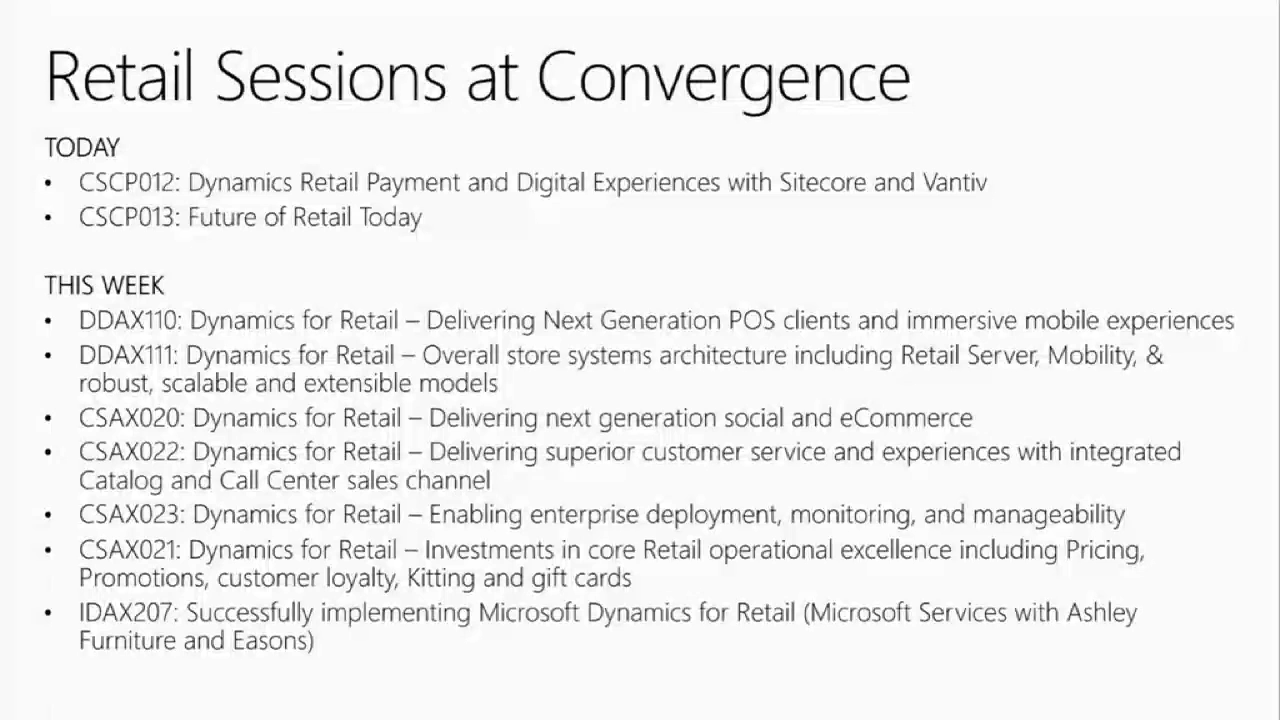 Retail Sessions at Convergence
TODAY
• CSCP012: Dynamics Retail Payment and Digital Experiences with Sitecore and Vantiv
• CSCP013: Future of Retail Today
THIS WEEK
• DDAX110: Dynamics for Retail – Delivering Next Generation POS clients and immersive mobile experiences
• DDAX111: Dynamics for Retail – Overall store systems architecture including Retail Server, Mobility, &
robust, scalable and extensible models
• CSAX020: Dynamics for Retail – Delivering next generation social and eCommerce
• CSAX022: Dynamics for Retail – Delivering superior customer service and experiences with integrated
Catalog and Call Center sales channel
• CSAX023: Dynamics for Retail – Enabling enterprise deployment, monitoring, and manageability
• CSAX021: Dynamics for Retail – Investments in core Retail operational excellence including Pricing,
Promotions, customer loyalty, Kitting and gift cards
• IDAX207: Successfully implementing Microsoft Dynamics for Retail (Microsoft Services with Ashley
Furniture and Easons)